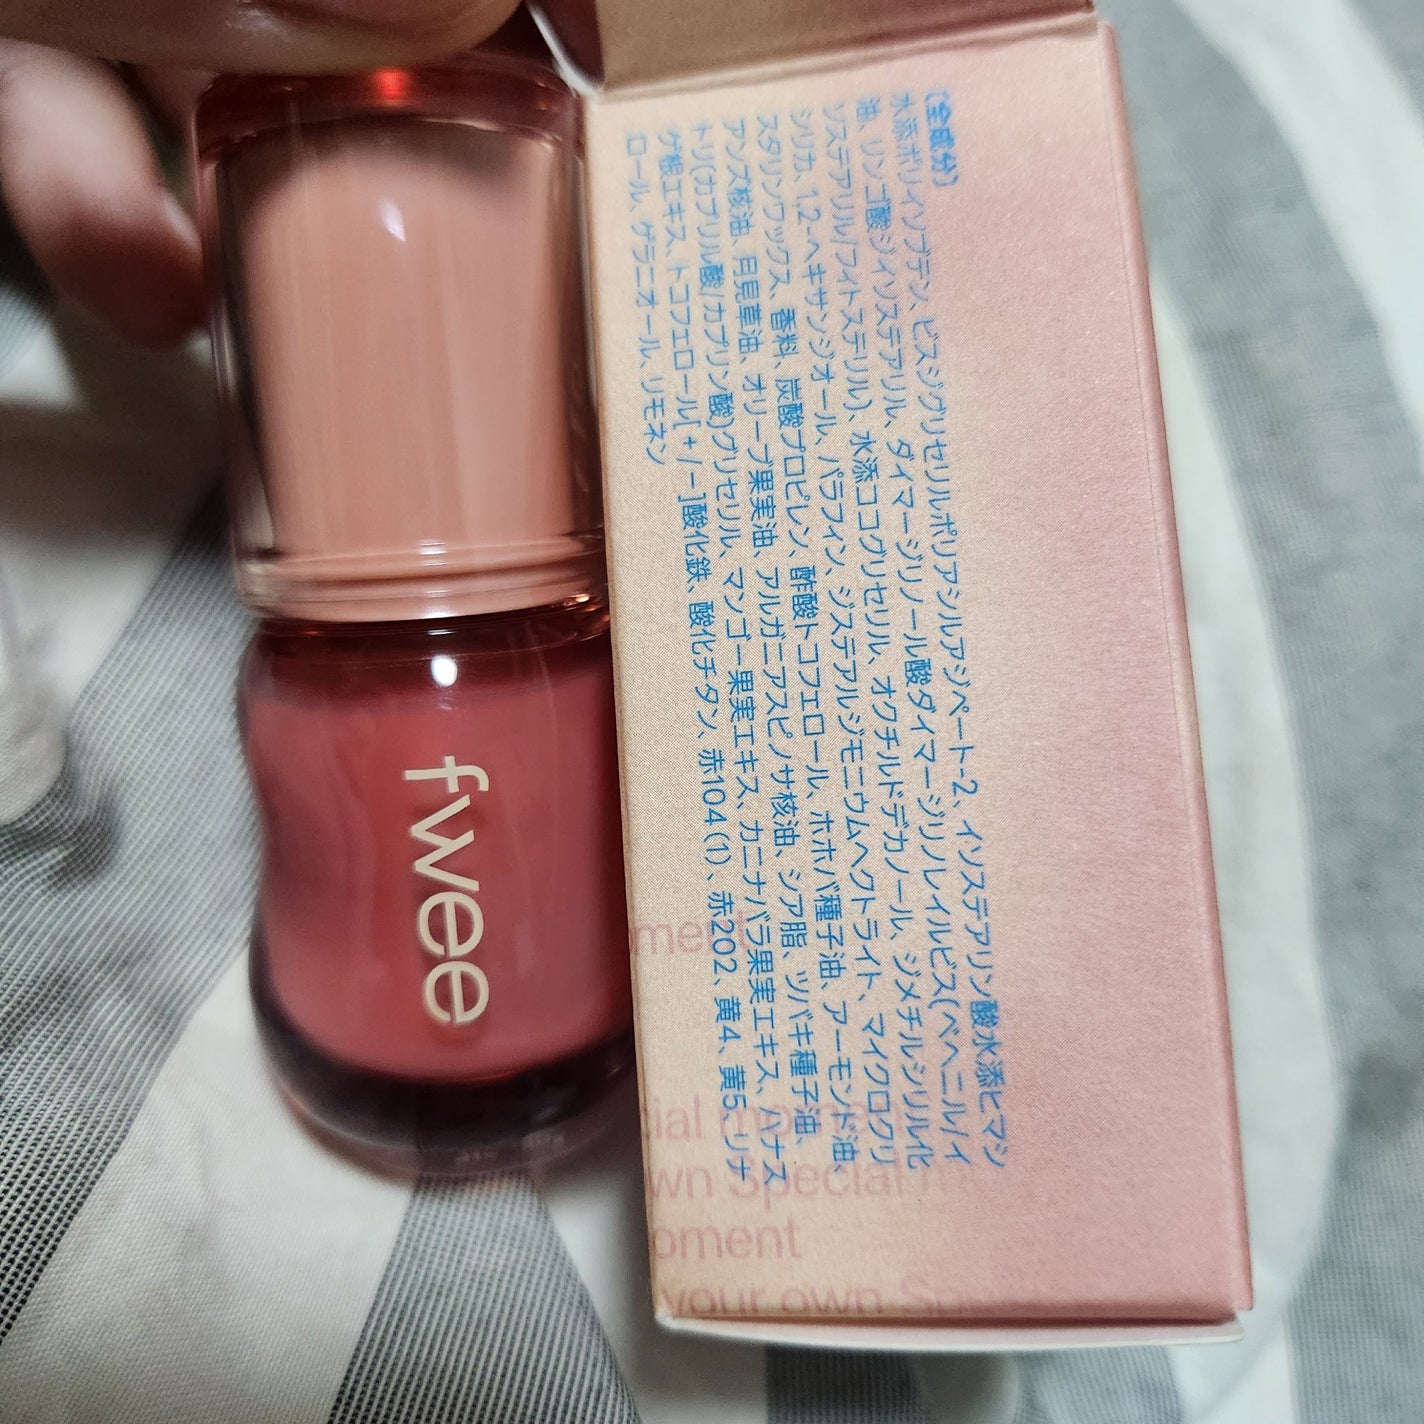 fwee
(全成分)
水添ポリイソブテン、ビスジグリセリルポリアシルアジペート-2、イソステアリン酸水添ヒマシ
油、リンゴ酸ジイソステアリル、ダイマージリノール酸ダイマージリノレイルビス(ベヘニル/イ
ソステアリル/フィトステリル)、水添ココグリセリル、オクチルドデカノール、ジメチルシリル化
シリカ、1,2-ヘキサンジオール、パラフィン、ジステアルジモニウムヘクトライト、マイクロクリ
スタリンワックス、香料、炭酸プロピレン、酢酸トコフェロール、ホホバ種子油、アーモンド油、
アンズ核油、月見草油、オリーブ果実油、アルガニアスピノサ核油、シア脂、ツバキ種子油、
トリ(カプリル酸/カプリン酸)グリセリル、マンゴー果実エキス、カニナバラ果実エキス、ハナス
ゲ根エキス、トコフェロール[+/-]酸化鉄、酸化チタン、赤104(1)、赤202、黄4、黄5、リナ
ロール、ゲラニオール、リモネン
ment
cial moment
wn Special
oment
your own